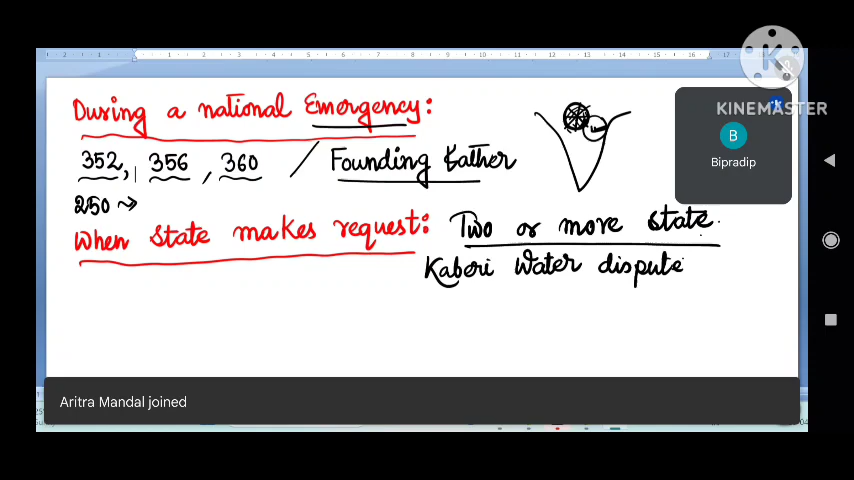 KINEMASTER
During a national Emergency:
352, 356, 360 / Founding Father
250 →
When state makes request: Two or more state.
Kaberi Water dispute
B
Bipradip
Aritra Mandal joined